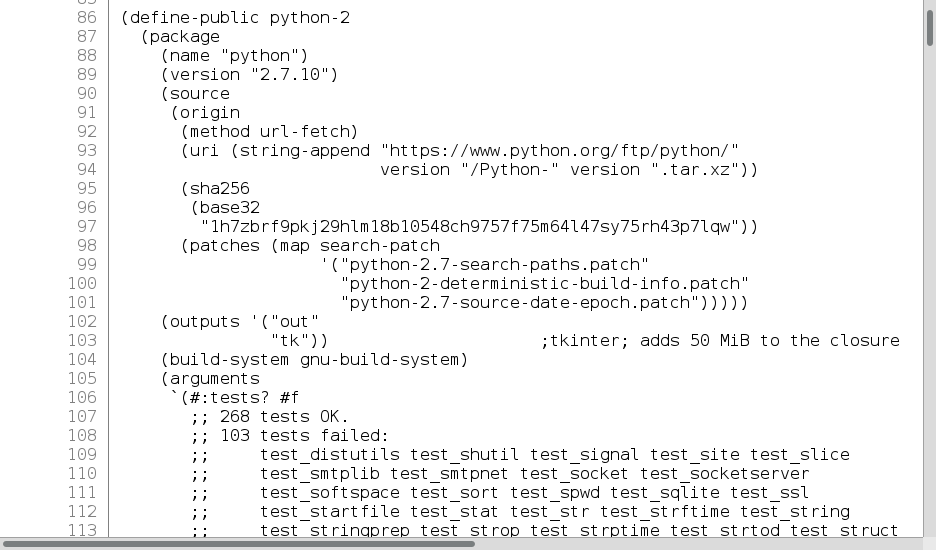 86 (define-public python-2
87   (package
88     (name "python")
89     (version "2.7.10")
90     (source
91      (origin
92       (method url-fetch)
93       (uri (string-append "https://www.python.org/ftp/python/"
94                           version "/Python-" version ".tar.xz"))
95       (sha256
96        (base32
97         "1h7zbrf9pkj29hlm18b10548ch9757f75m64l47sy75rh43p7lqw"))
98       (patches (map search-patch
99                     '("python-2.7-search-paths.patch"
100                       "python-2-deterministic-build-info.patch"
101                       "python-2.7-source-date-epoch.patch")))))
102     (outputs '("out"
103                "tk"))                     ;tkinter; adds 50 MiB to the closure
104     (build-system gnu-build-system)
105     (arguments
106      `(#:tests? #f
107        ;; 268 tests OK.
108        ;; 103 tests failed:
109        ;;     test_distutils test_shutil test_signal test_site test_slice
110        ;;     test_smtplib test_smtpnet test_socket test_socketserver
111        ;;     test_softspace test_sort test_spwd test_sqlite test_ssl
112        ;;     test_startfile test_stat test_str test_strftime test_string
113        ;;     test_stringprep test_strop test_strptime test_strtod test_struct